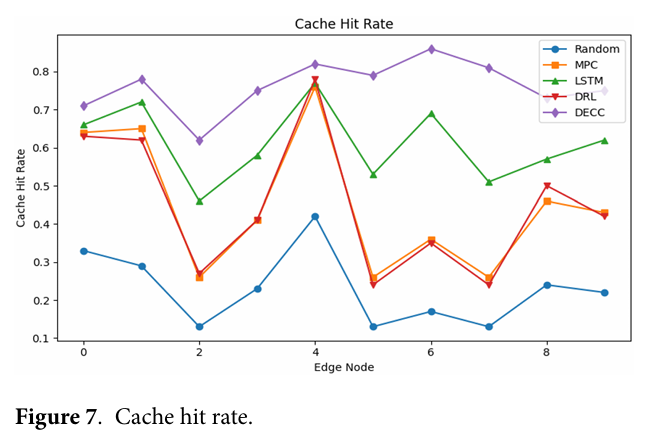 Cache Hit Rate
Random
MPC
LSTM
DRL
DECC
Cache Hit Rate
0.8
0.7
0.6
0.5
0.4
0.3
0.2
0.1
0 2 4 6 8
Edge Node
Figure 7. Cache hit rate.